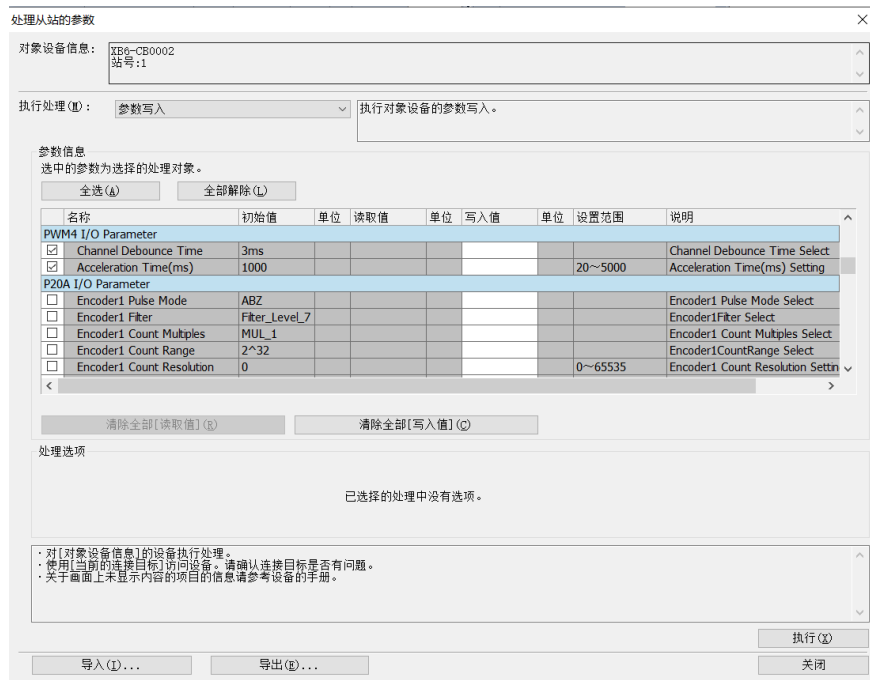 处理从站的参数
对象设备信息:
XB6-CB0002
站号:1
执行处理(M): 参数写入 执行对象设备的参数写入。
参数信息
选中的参数为选择的处理对象。
全选(A) 全部解除(L)
名称 初始值 单位 读取值 单位 写入值 单位 设置范围 说明
PWM4 I/O Parameter
Channel Debounce Time 3ms Channel Debounce Time Select
Acceleration Time(ms) 1000 20~5000 Acceleration Time(ms) Setting
P20A I/O Parameter
Encoder1 Pulse Mode ABZ Encoder1 Pulse Mode Select
Encoder1 Filter Filter_Level_7 Encoder1Filter Select
Encoder1 Count Multiples MUL_1 Encoder1 Count Multiples Select
Encoder1 Count Range 2^32 Encoder1CountRange Select
Encoder1 Count Resolution 0 0~65535 Encoder1 Count Resolution Settin
清除全部[读取值](R) 清除全部[写入值](C)
处理选项
已选择的处理中没有选项。
·对[对象设备信息]的设备执行处理。
·使用[当前的连接目标]访问设备。请确认连接目标是否有问题。
·关于画面上未显示内容的项目的信息请参考设备的手册。
执行(X)
导入(I)... 导出(E)... 关闭